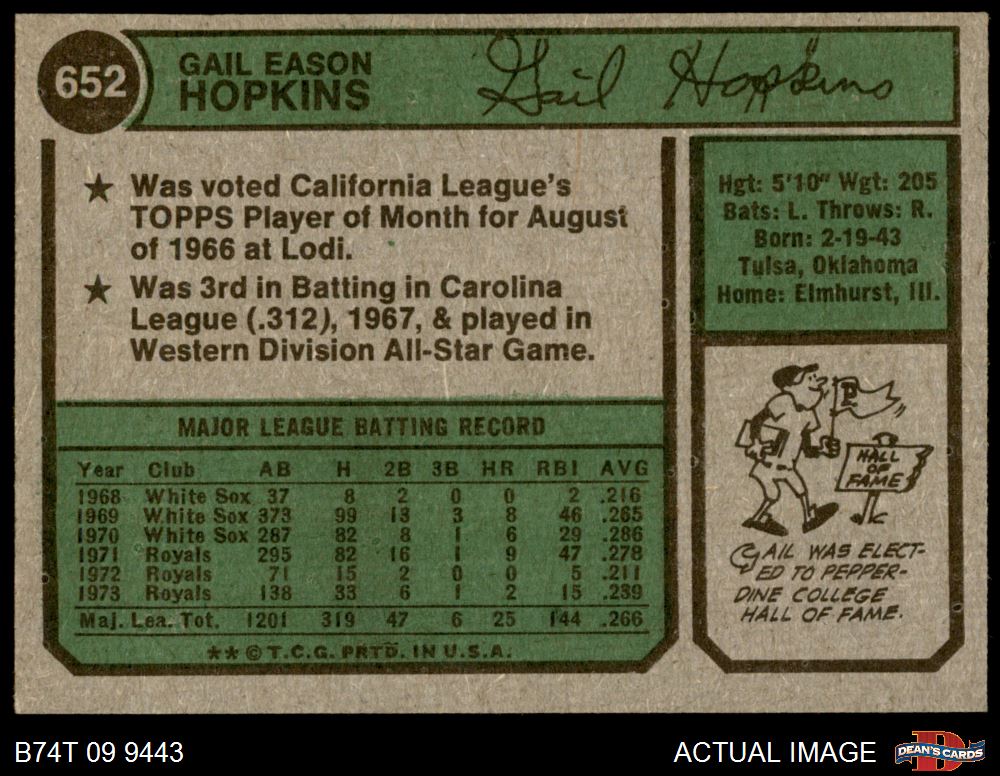 652
GAIL EASON
HOPKINS
Gail Hopkins
★ Was voted California League's
TOPPS Player of Month for August
of 1966 at Lodi.
★ Was 3rd in Batting in Carolina
League (.312), 1967, & played in
Western Division All-Star Game.
Hgt: 5'10" Wgt: 205
Bats: L. Throws: R.
Born: 2-19-43
Tulsa, Oklahoma
Home: Elmhurst, Ill.
MAJOR LEAGUE BATTING RECORD
Year Club AB H 2B 3B HR RBI AVG
1968 White Sox 37 8 2 0 0 2 .216
1969 White Sox 373 99 13 3 8 46 .265
1970 White Sox 287 82 8 1 6 29 .286
1971 Royals 295 82 16 1 9 47 .278
1972 Royals 71 15 2 0 0 5 .211
1973 Royals 138 33 6 1 2 15 .239
Maj. Lea. Tot. 1201 319 47 6 25 144 .266
**©T.C.G. PRTD. IN U.S.A.
P
HALL
OF
FAME
GAIL WAS ELECT-
ED TO PEPPER-
DINE COLLEGE
HALL OF FAME.
B74T 09 9443
ACTUAL IMAGE
DEAN'S CARDS